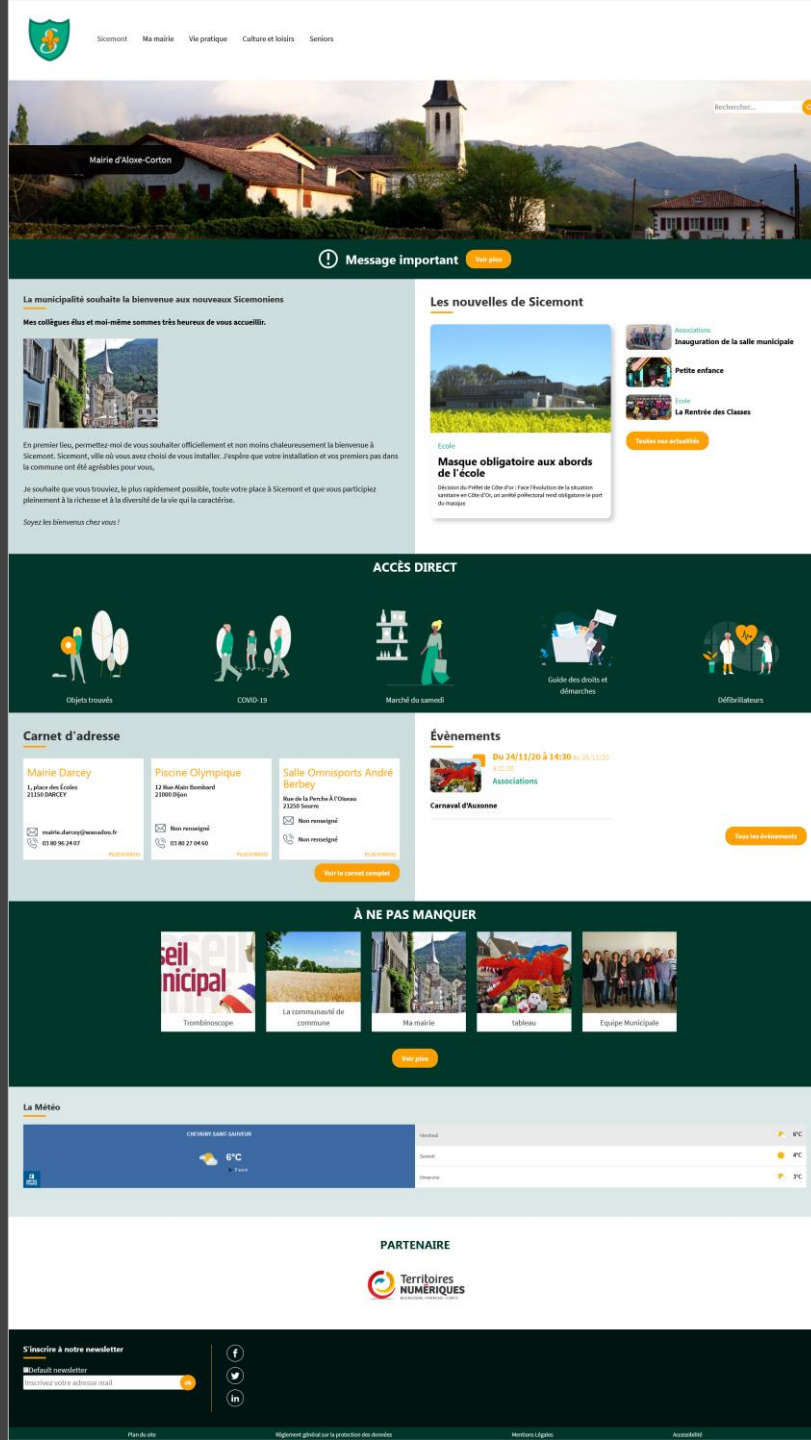 Sicemont Ma mairie Vie pratique Culture et loisirs Seniors
Rechercher...
Mairie d'Aloxe-Corton
Message important Voir plus
La municipalité souhaite la bienvenue aux nouveaux Sicemoniens
Mes collègues élus et moi-même sommes très heureux de vous accueillir.
En premier lieu, permettez-moi de vous souhaiter officiellement et non moins chaleureusement la bienvenue à
Sicemont. Sicemont, ville où vous avez choisi de vous installer. J'espère que votre installation et vos premiers pas dans
la commune ont été agréables pour vous,
Je souhaite que vous trouviez, le plus rapidement possible, toute votre place à Sicemont et que vous participiez
pleinement à la richesse et à la diversité de la vie qui la caractérise.
Soyez les bienvenus chez vous !
Les nouvelles de Sicemont
Ecole
Masque obligatoire aux abords
de l'école
Décision du Préfet de Côte d'or : Face l'évolution de la situation
sanitaire en Côte d'Or, un arrêté préfectoral rend obligatoire le port
du masque
Associations
Inauguration de la salle municipale
Petite enfance
Ecole
La Rentrée des Classes
Toutes nos actualités
ACCÈS DIRECT
Objets trouvés
COVID-19
Marché du samedi
Guide des droits et
démarches
Défibrillateurs
Carnet d'adresse
Mairie Darcey
1, place des Écoles
21150 DARCEY
mairie.darcey@wanadoo.fr
03 80 96 24 07
PLUS D'INFOS
Piscine Olympique
12 Rue Alain Bombard
21000 Dijon
Non renseigné
03 80 27 04 60
PLUS D'INFOS
Salle Omnisports André
Berbey
Rue de la Perche À l'Oiseau
21250 Seurre
Non renseigné
Non renseigné
PLUS D'INFOS
Voir le carnet complet
Évènements
Du 24/11/20 à 14:30
Associations
Carnaval d'Auxonne
Tous les événements
À NE PAS MANQUER
seil
nicipal
Trombinoscope
La communauté de
commune
Ma mairie
tableau
Equipe Municipale
Voir plus
La Météo
CHEVIGNY-SAINT-SAUVEUR
6°C
Vendredi 6°C
Samedi 4°C
Dimanche 3°C
PARTENAIRE
Territoires
NUMÉRIQUES
BOURGOGNE-FRANCHE-COMTÉ
S'inscrire à notre newsletter
Default newsletter
Inscrivez votre adresse mail ok
Plan du site Règlement général sur la protection des données Mentions Légales Accessibilité